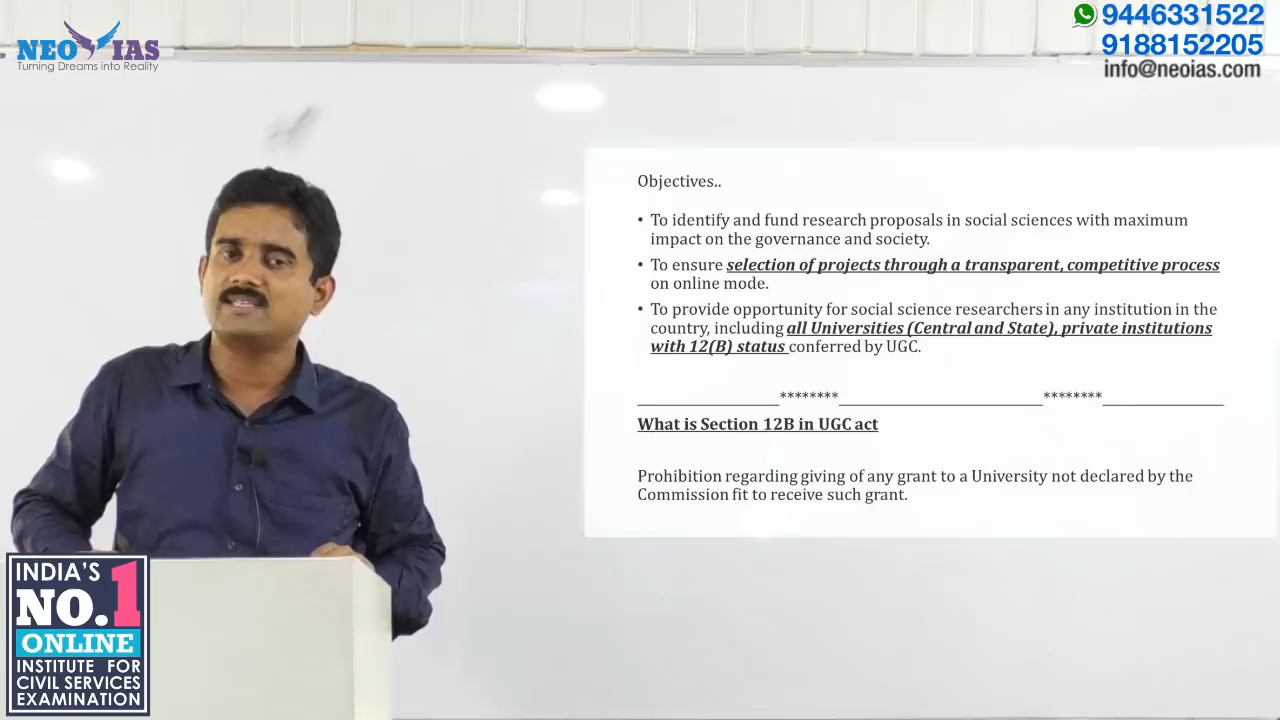 NEO IAS
Turning Dreams into Reality
9446331522
9188152205
info@neoias.com
Objectives..
• To identify and fund research proposals in social sciences with maximum
impact on the governance and society.
• To ensure selection of projects through a transparent, competitive process
on online mode.
• To provide opportunity for social science researchers in any institution in the
country, including all Universities (Central and State), private institutions
with 12(B) status conferred by UGC.
________________********________________________********________________
What is Section 12B in UGC act
Prohibition regarding giving of any grant to a University not declared by the
Commission fit to receive such grant.
INDIA'S
NO.1
ONLINE
INSTITUTE FOR
CIVIL SERVICES
EXAMINATION